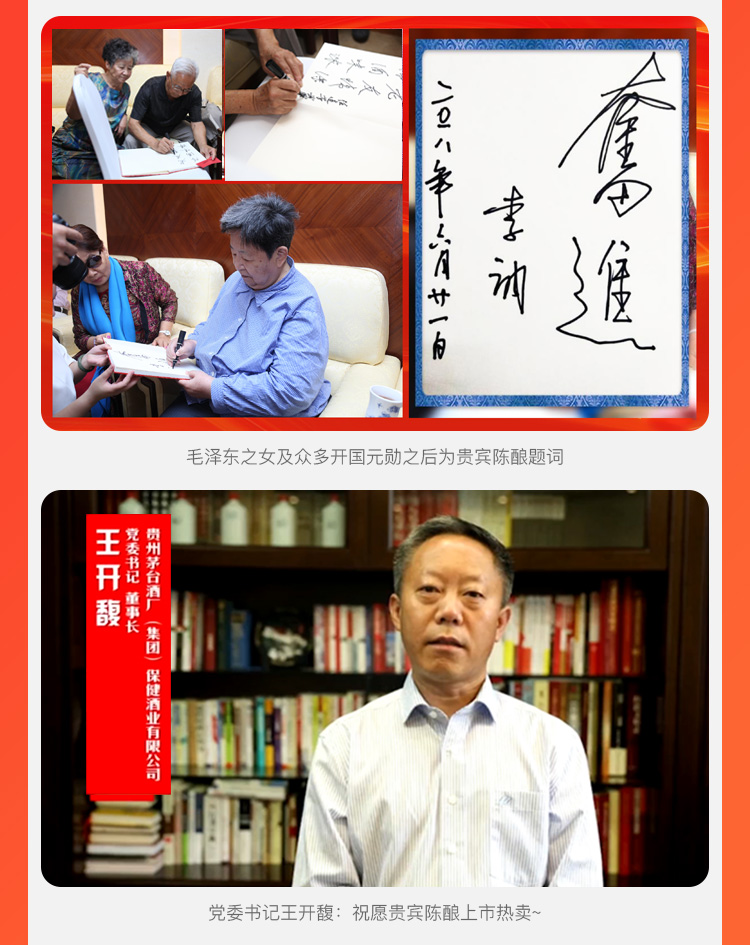 奮進
李訥
二〇一八年六月廿一日
毛泽东之女及众多开国元勋之后为贵宾陈酿题词
贵州茅台酒厂（集团）保健酒业有限公司
党委书记 董事长
王开馥
党委书记王开馥：祝愿贵宾陈酿上市热卖~